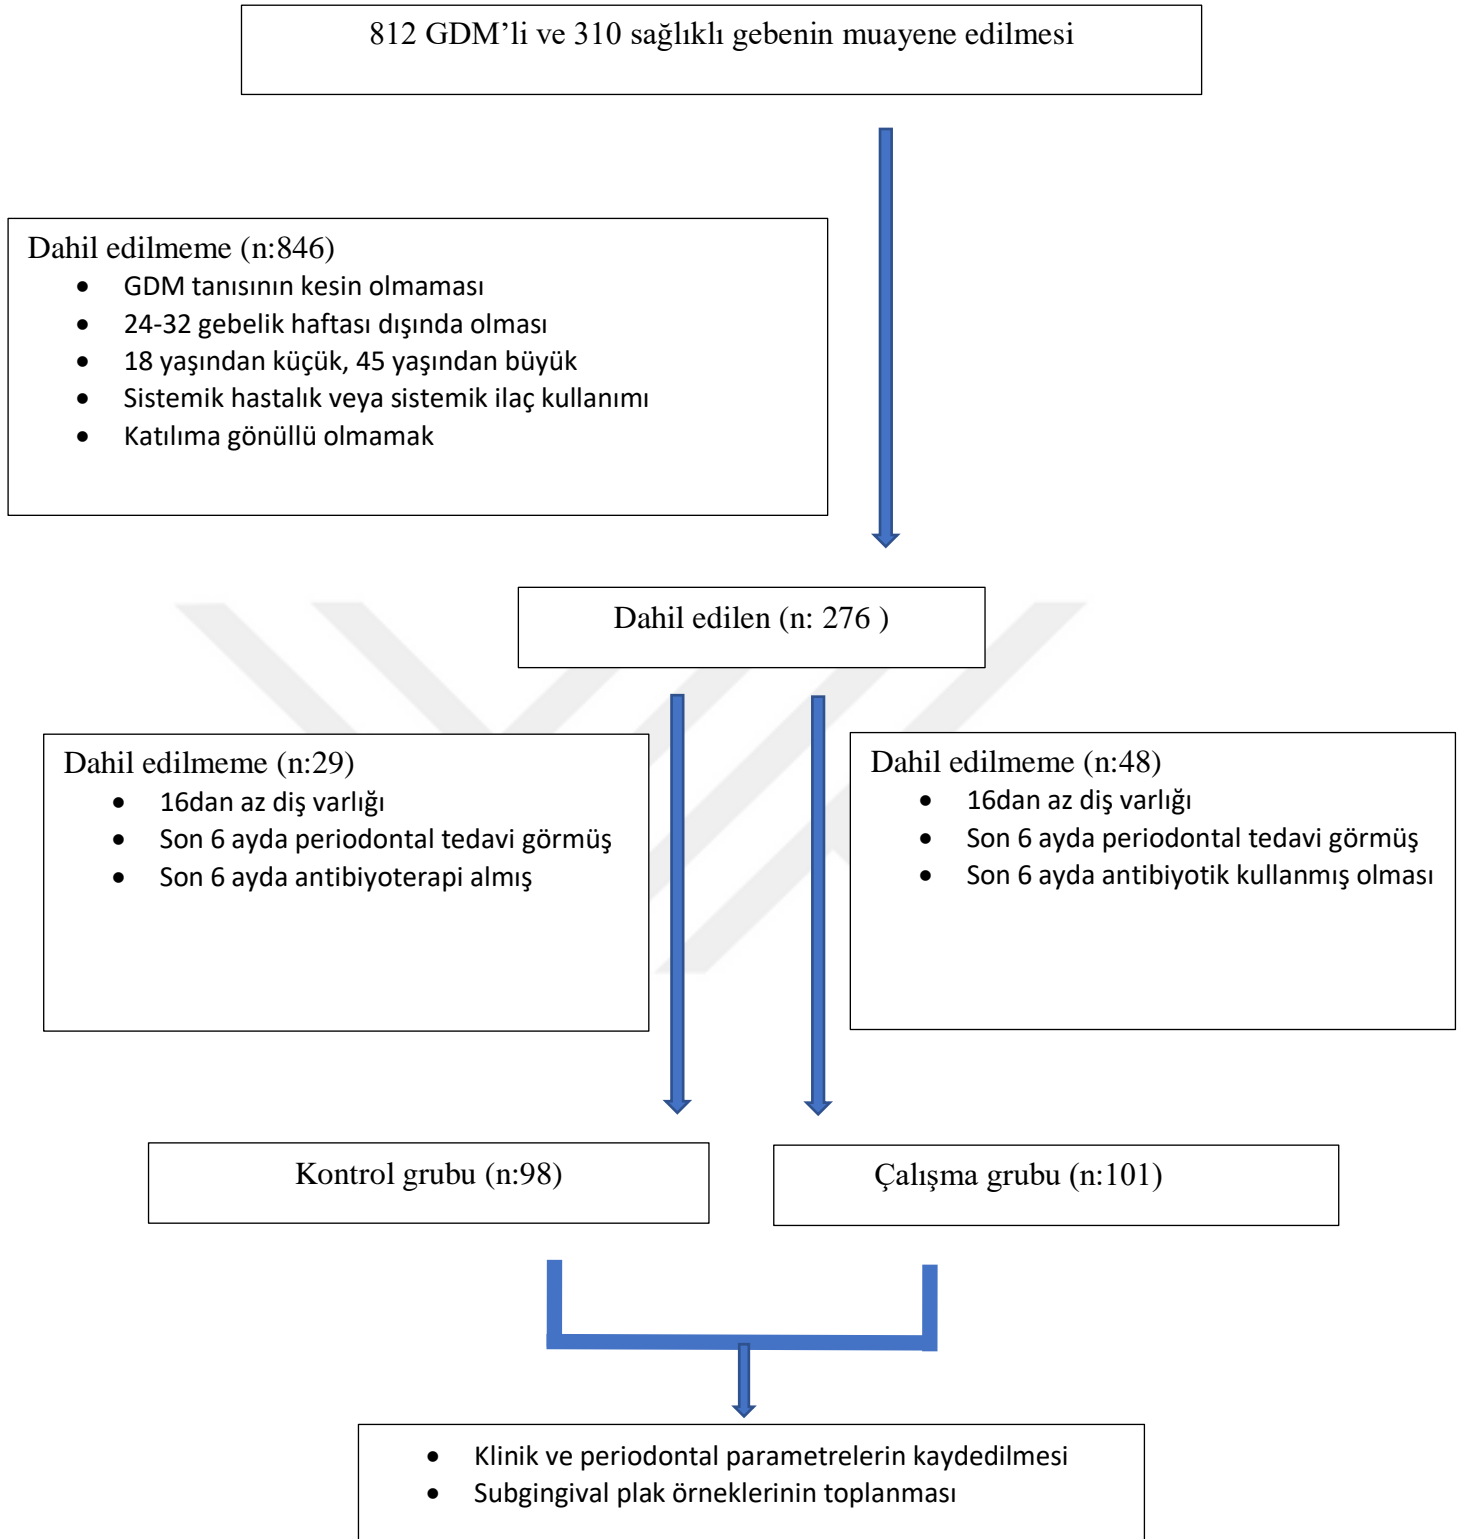 812 GDM’li ve 310 sağlıklı gebenin muayene edilmesi
Dahil edilmeme (n:846)
• GDM tanısının kesin olmaması
• 24-32 gebelik haftası dışında olması
• 18 yaşından küçük, 45 yaşından büyük
• Sistemik hastalık veya sistemik ilaç kullanımı
• Katılıma gönüllü olmamak
Dahil edilen (n: 276 )
Dahil edilmeme (n:29)
• 16dan az diş varlığı
• Son 6 ayda periodontal tedavi görmüş
• Son 6 ayda antibiyoterapi almış
Dahil edilmeme (n:48)
• 16dan az diş varlığı
• Son 6 ayda periodontal tedavi görmüş
• Son 6 ayda antibiyotik kullanmış olması
Kontrol grubu (n:98)
Çalışma grubu (n:101)
• Klinik ve periodontal parametrelerin kaydedilmesi
• Subgingival plak örneklerinin toplanması